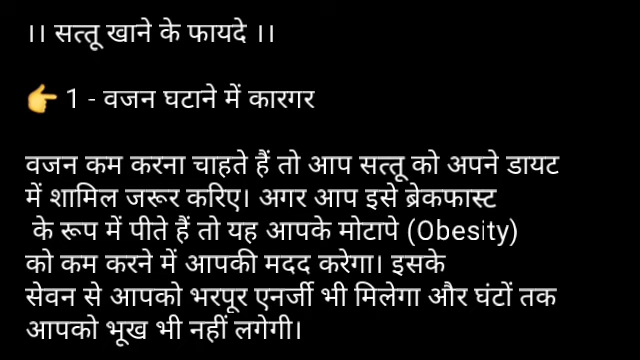 ।। सत्तू खाने के फायदे ।।
👉 1 - वजन घटाने में कारगर
वजन कम करना चाहते हैं तो आप सत्तू को अपने डायट
में शामिल जरूर करिए। अगर आप इसे ब्रेकफास्ट
के रूप में पीते हैं तो यह आपके मोटापे (Obesity)
को कम करने में आपकी मदद करेगा। इसके
सेवन से आपको भरपूर एनर्जी भी मिलेगा और घंटों तक
आपको भूख भी नहीं लगेगी।